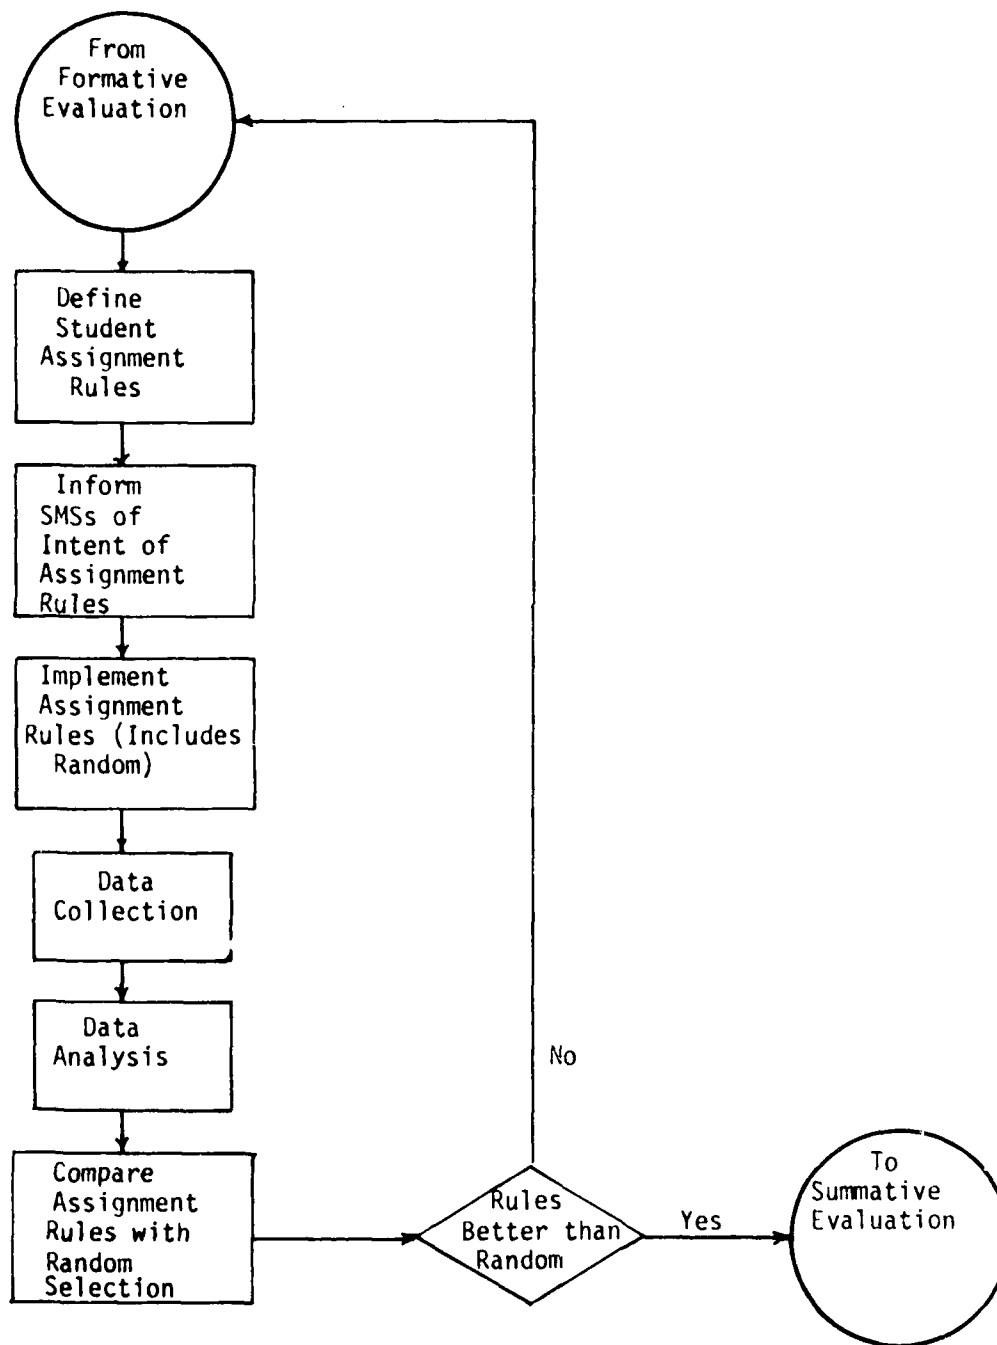 From
Formative
Evaluation
Define
Student
Assignment
Rules
Inform
SMSs of
Intent of
Assignment
Rules
Implement
Assignment
Rules (Includes
Random)
Data
Collection
Data
Analysis
Compare
Assignment
Rules with
Random
Selection
Rules
Better than
Random
No
Yes
To
Summative
Evaluation